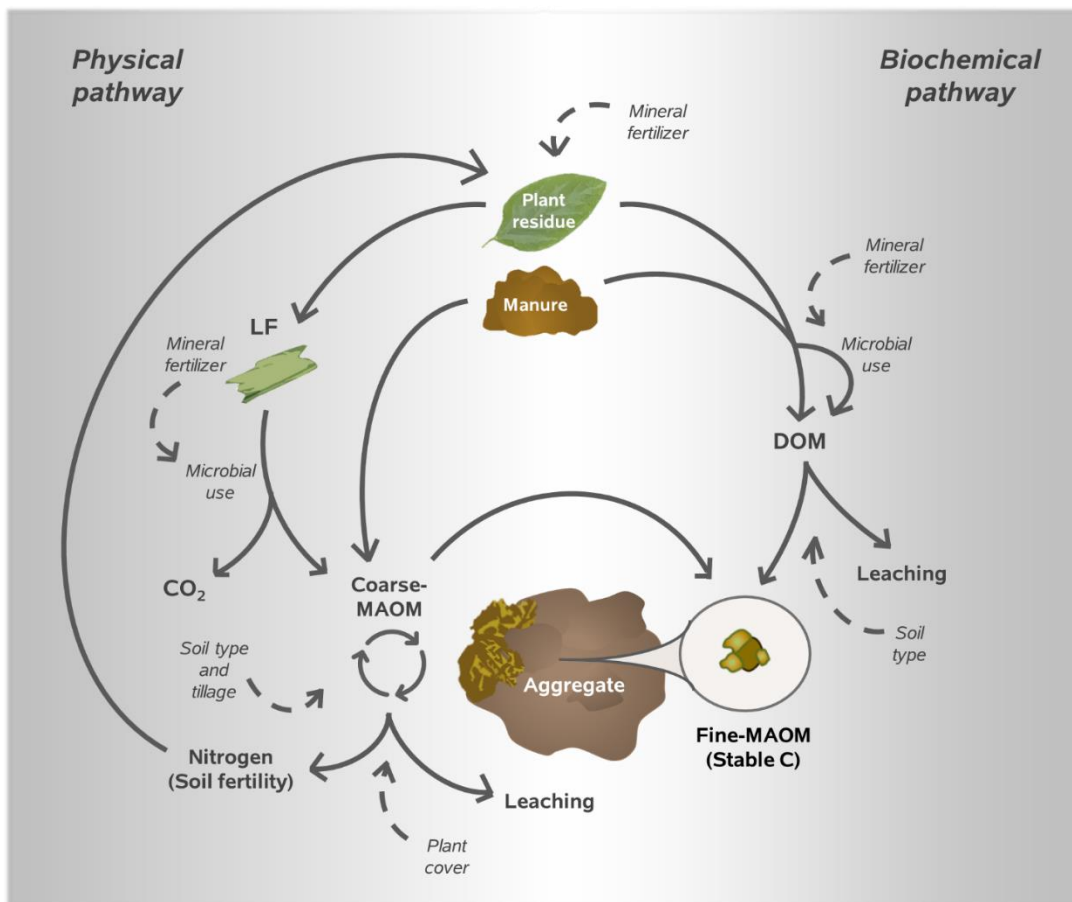 Physical
pathway
Biochemical
pathway
Mineral
fertilizer
Plant
residue
Mineral
fertilizer
Manure
LF
Mineral
fertilizer
Microbial
use
DOM
Microbial
use
CO₂
Coarse-
MAOM
Leaching
Soil type
and
tillage
Soil
type
Aggregate
Fine-MAOM
(Stable C)
Nitrogen
(Soil fertility)
Leaching
Plant
cover